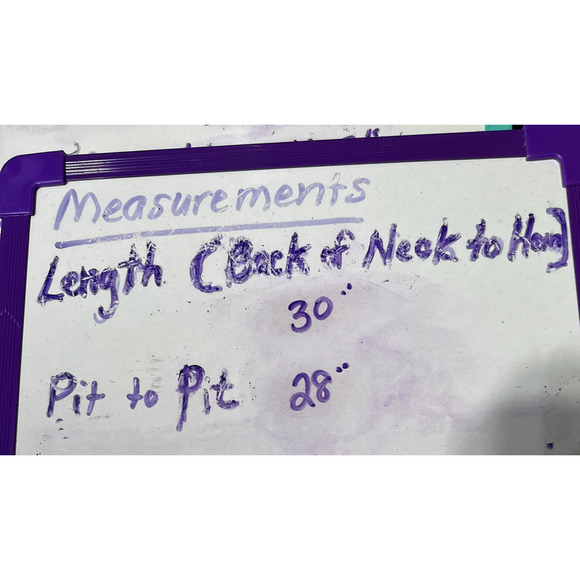 Measurements
Length (Back of Neck to Hem)
30"
Pit to Pit 28"